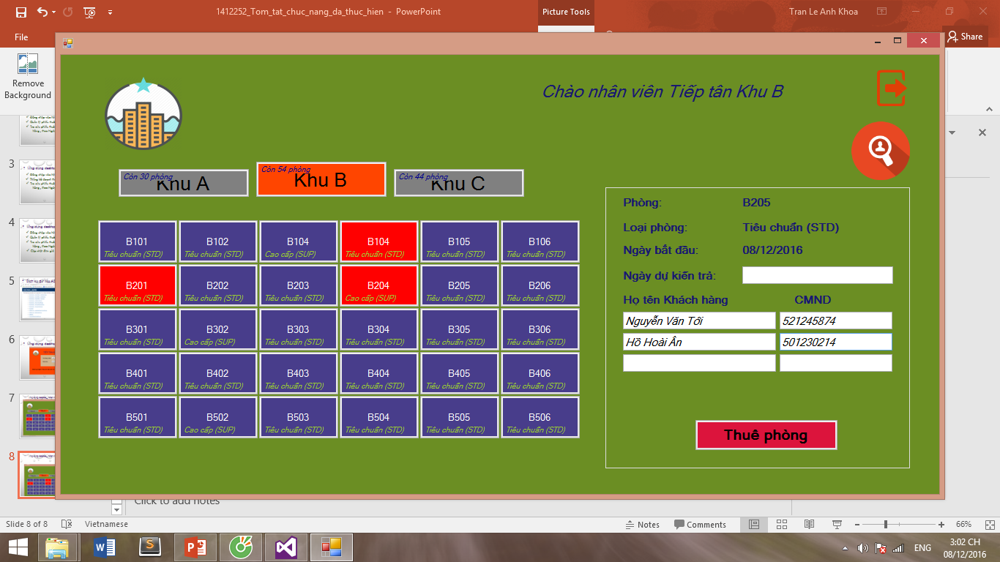 1412252_Tom_tat_chuc_nang_da_thuc_hien - PowerPoint
Picture Tools
Tran Le Anh Khoa
File
Share
Remove
Background
Chào nhân viên Tiếp tân Khu B
Còn 30 phòng
Khu A
Còn 54 phòng
Khu B
Còn 44 phòng
Khu C
B101 B102 B104 B104 B105 B106
Tiêu chuẩn (STD) Tiêu chuẩn (STD) Cao cấp (SUP) Tiêu chuẩn (STD) Tiêu chuẩn (STD) Tiêu chuẩn (STD)
B201 B202 B203 B204 B205 B206
Tiêu chuẩn (STD) Tiêu chuẩn (STD) Tiêu chuẩn (STD) Cao cấp (SUP) Tiêu chuẩn (STD) Tiêu chuẩn (STD)
B301 B302 B303 B304 B305 B306
Tiêu chuẩn (STD) Cao cấp (SUP) Tiêu chuẩn (STD) Tiêu chuẩn (STD) Tiêu chuẩn (STD) Tiêu chuẩn (STD)
B401 B402 B403 B404 B405 B406
Tiêu chuẩn (STD) Tiêu chuẩn (STD) Tiêu chuẩn (STD) Tiêu chuẩn (STD) Tiêu chuẩn (STD) Tiêu chuẩn (STD)
B501 B502 B503 B504 B505 B506
Tiêu chuẩn (STD) Cao cấp (SUP) Tiêu chuẩn (STD) Tiêu chuẩn (STD) Tiêu chuẩn (STD) Tiêu chuẩn (STD)
Phòng: B205
Loại phòng: Tiêu chuẩn (STD)
Ngày bắt đầu: 08/12/2016
Ngày dự kiến trả:
Họ tên Khách hàng CMND
Nguyễn Văn Tới 521245874
Hồ Hoài Ân 501230214
Thuê phòng
3
4
5
6
7
8
Click to add notes
Slide 8 of 8 Vietnamese Notes Comments 66%
ENG
3:02 CH
08/12/2016